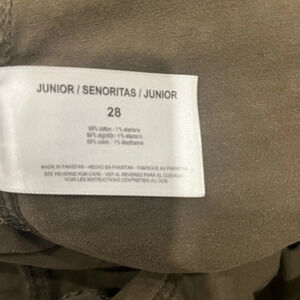 JUNIOR / SENORITAS / JUNIOR
28
99% cotton - 1% elastane
99% algodón - 1% elastano
99% coton - 1% élasthanne
MADE IN PAKISTAN - HECHO EN PAKISTAN - FABRIQUE AU PAKISTAN
SEE REVERSE FOR CARE - VER EL REVERSO PARA EL CUIDADO
VOIR LES INSTRUCTIONS D'ENTRETIEN AU DOS